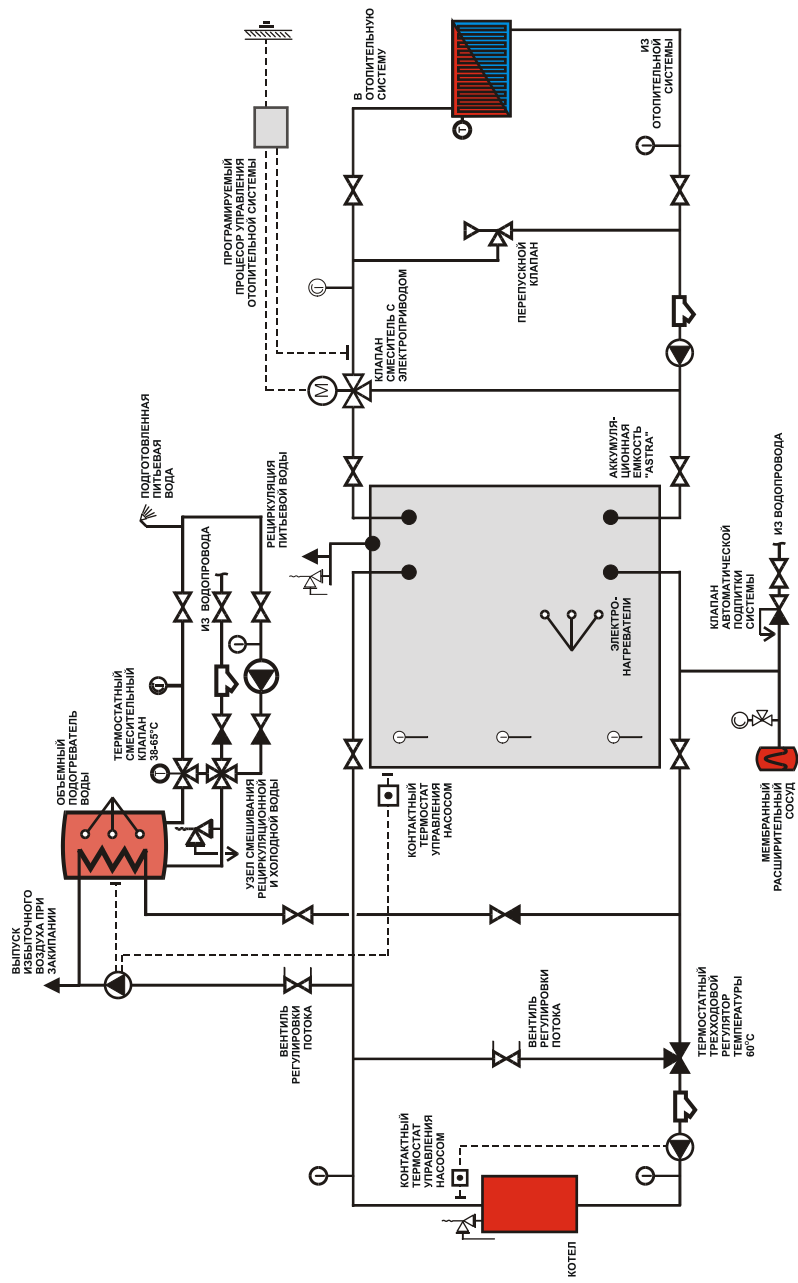 ВЫПУСК
ИЗБЫТОЧНОГО
ВОЗДУХА ПРИ
ЗАКИПАНИИ
ОБЪЕМНЫЙ
ПОДОГРЕВАТЕЛЬ
ВОДЫ
ТЕРМОСТАТНЫЙ
СМЕСИТЕЛЬНЫЙ
КЛАПАН
38-65°C
ПОДГОТОВЛЕННАЯ
ПИТЬЕВАЯ
ВОДА
ПРОГРАМИРУЕМЫЙ
ПРОЦЕСОР УПРАВЛЕНИЯ
ОТОПИТЕЛЬНОЙ СИСТЕМЫ
ИЗ ВОДОПРОВОДА
УЗЕЛ СМЕШИВАНИЯ
РЕЦИРКУЛЯЦИОННОЙ
И ХОЛОДНОЙ ВОДЫ
РЕЦИРКУЛЯЦИЯ
ПИТЬЕВОЙ ВОДЫ
ВЕНТИЛЬ
РЕГУЛИРОВКИ
ПОТОКА
M
В
ОТОПИТЕЛЬНУЮ
СИСТЕМУ
T
T
КЛАПАН
СМЕСИТЕЛЬ С
ЭЛЕКТРОПРИВОДОМ
КОНТАКТНЫЙ
ТЕРМОСТАТ
УПРАВЛЕНИЯ
НАСОСОМ
КОНТАКТНЫЙ
ТЕРМОСТАТ
УПРАВЛЕНИЯ
НАСОСОМ
ПЕРЕПУСКНОЙ
КЛАПАН
ВЕНТИЛЬ
РЕГУЛИРОВКИ
ПОТОКА
КОТЕЛ
ЭЛЕКТРО-
НАГРЕВАТЕЛИ
АККУМУЛЯ-
ЦИОННАЯ
ЕМКОСТЬ
"ASTRA"
ИЗ
ОТОПИТЕЛЬНОЙ
СИСТЕМЫ
ТЕРМОСТАТНЫЙ
ТРЕХХОДОВОЙ
РЕГУЛЯТОР
ТЕМПЕРАТУРЫ
60°C
КЛАПАН
АВТОМАТИЧЕСКОЙ
ПОДПИТКИ
СИСТЕМЫ
ИЗ ВОДОПРОВОДА
МЕМБРАННЫЙ
РАСШИРИТЕЛЬНЫЙ
СОСУД